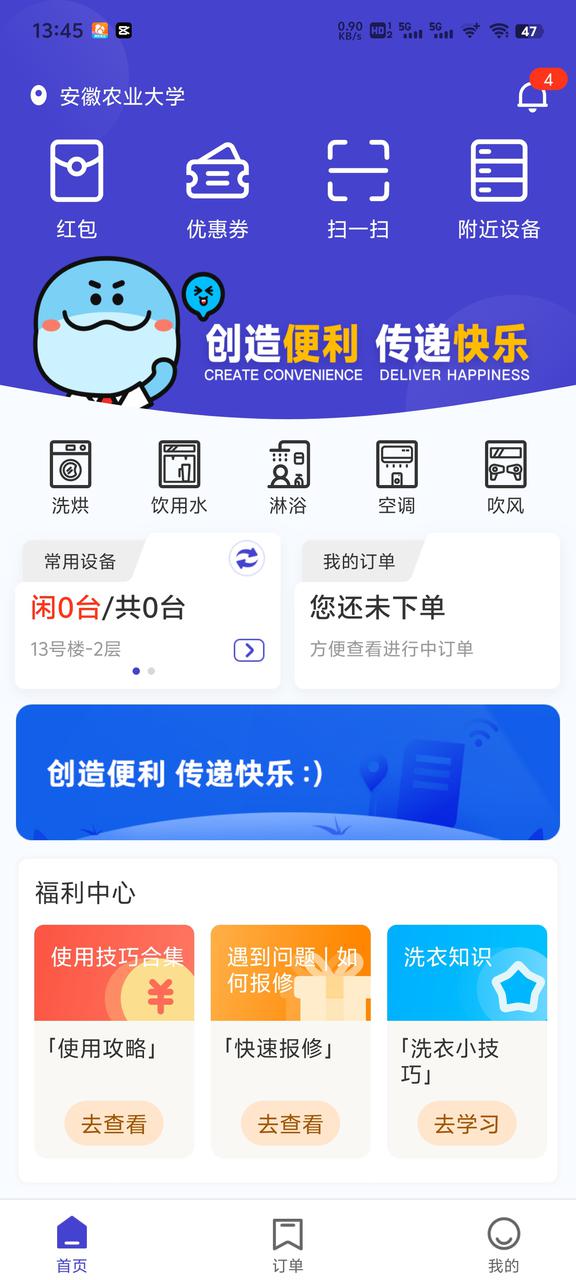 13:45
0.90 KB/s HD 1 2 5G 5G 47
安徽农业大学
4
红包 优惠券 扫一扫 附近设备
创造便利 传递快乐
CREATE CONVENIENCE DELIVER HAPPINESS
洗烘 饮用水 淋浴 空调 吹风
常用设备
闲0台/共0台
13号楼-2层
我的订单
您还未下单
方便查看进行中订单
创造便利 传递快乐 :)
福利中心
使用技巧合集
「使用攻略」
去查看
遇到问题 | 如
何报修
「快速报修」
去查看
洗衣知识
「洗衣小技
巧」
去学习
首页 订单 我的